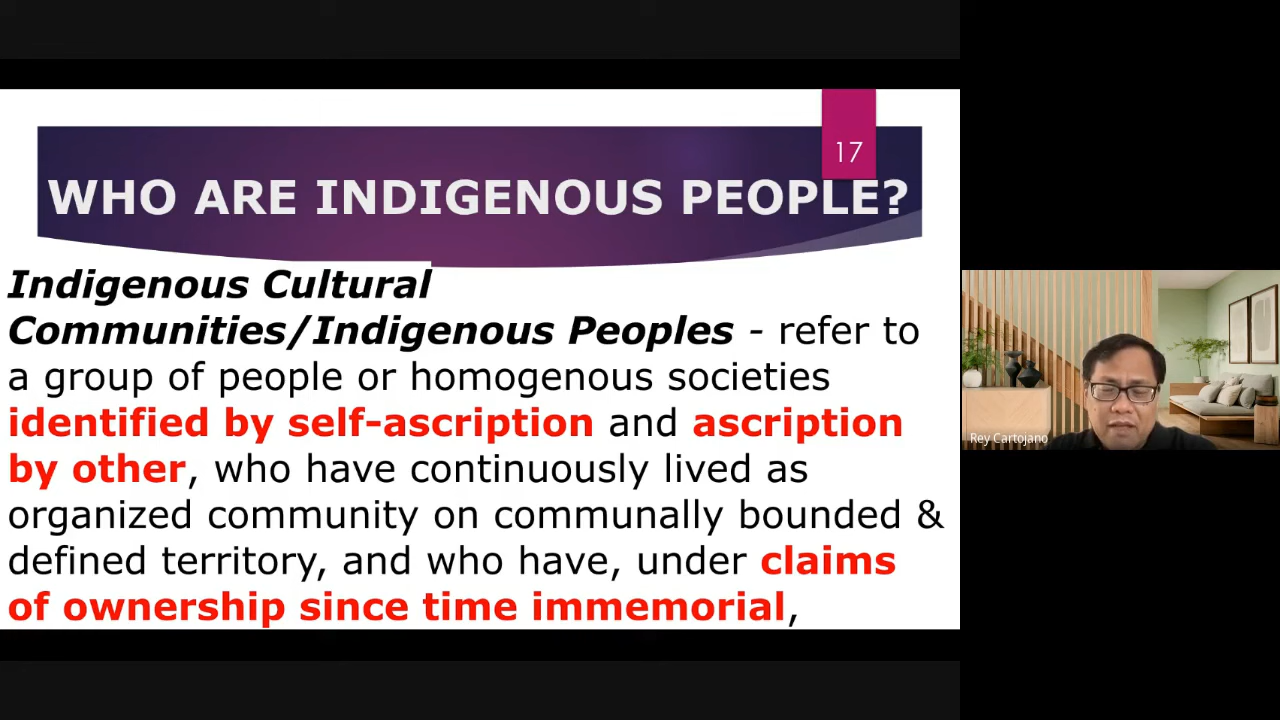 17
WHO ARE INDIGENOUS PEOPLE?
Indigenous Cultural
Communities/Indigenous Peoples - refer to
a group of people or homogenous societies
identified by self-ascription and ascription
by other, who have continuously lived as
organized community on communally bounded &
defined territory, and who have, under claims
of ownership since time immemorial,
Rey Cartojano